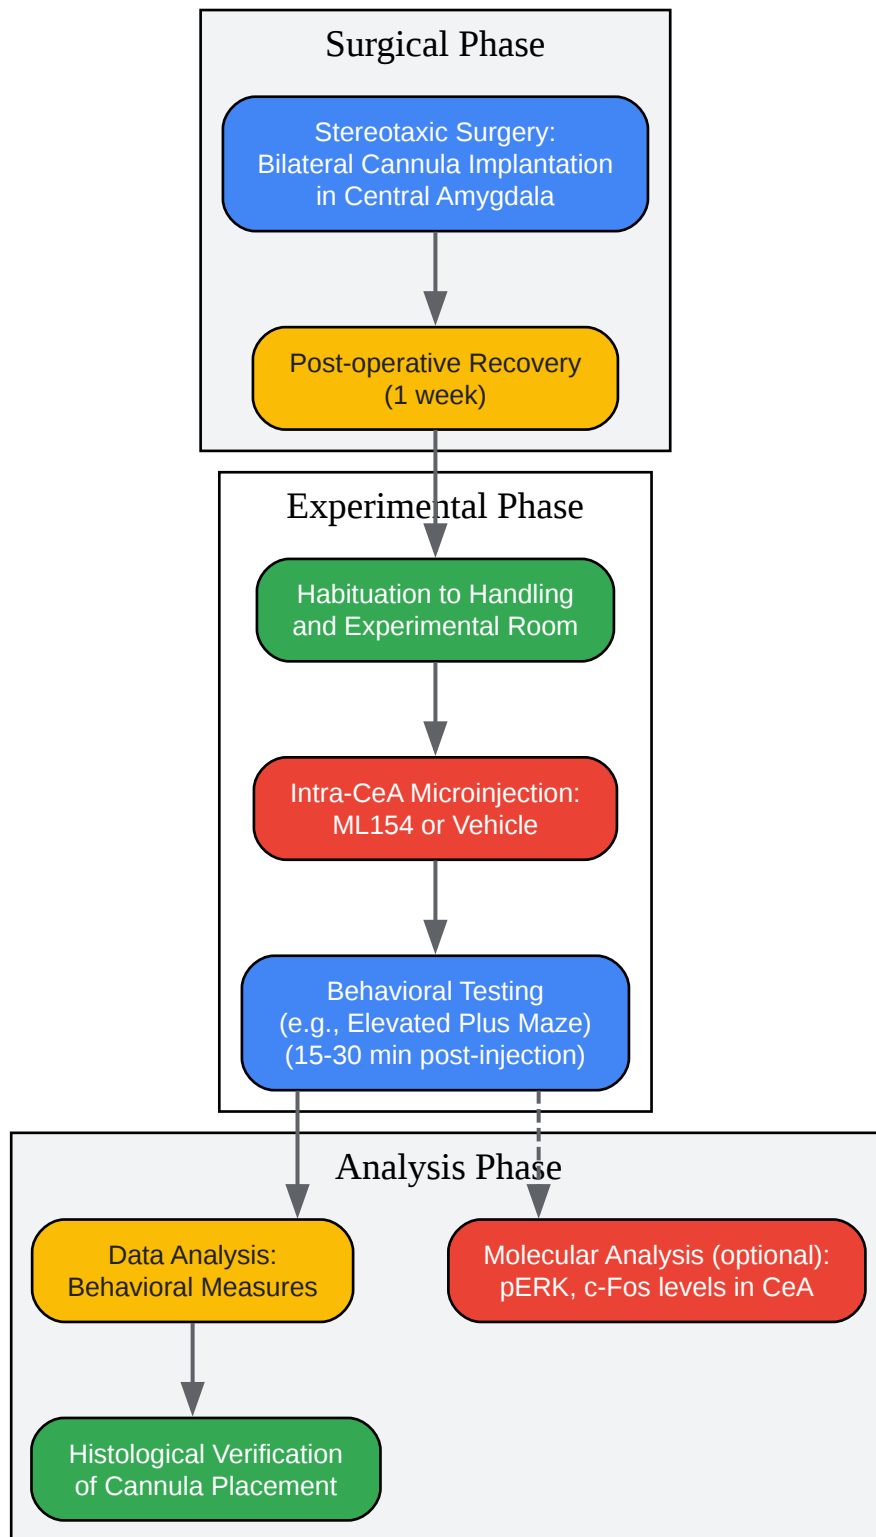 Surgical Phase
Stereotaxic Surgery:
Bilateral Cannula Implantation
in Central Amygdala
Post-operative Recovery
(1 week)
Experimental Phase
Habituation to Handling
and Experimental Room
Intra-CeA Microinjection:
ML154 or Vehicle
Behavioral Testing
(e.g., Elevated Plus Maze)
(15-30 min post-injection)
Analysis Phase
Data Analysis:
Behavioral Measures
Molecular Analysis (optional):
pERK, c-Fos levels in CeA
Histological Verification
of Cannula Placement